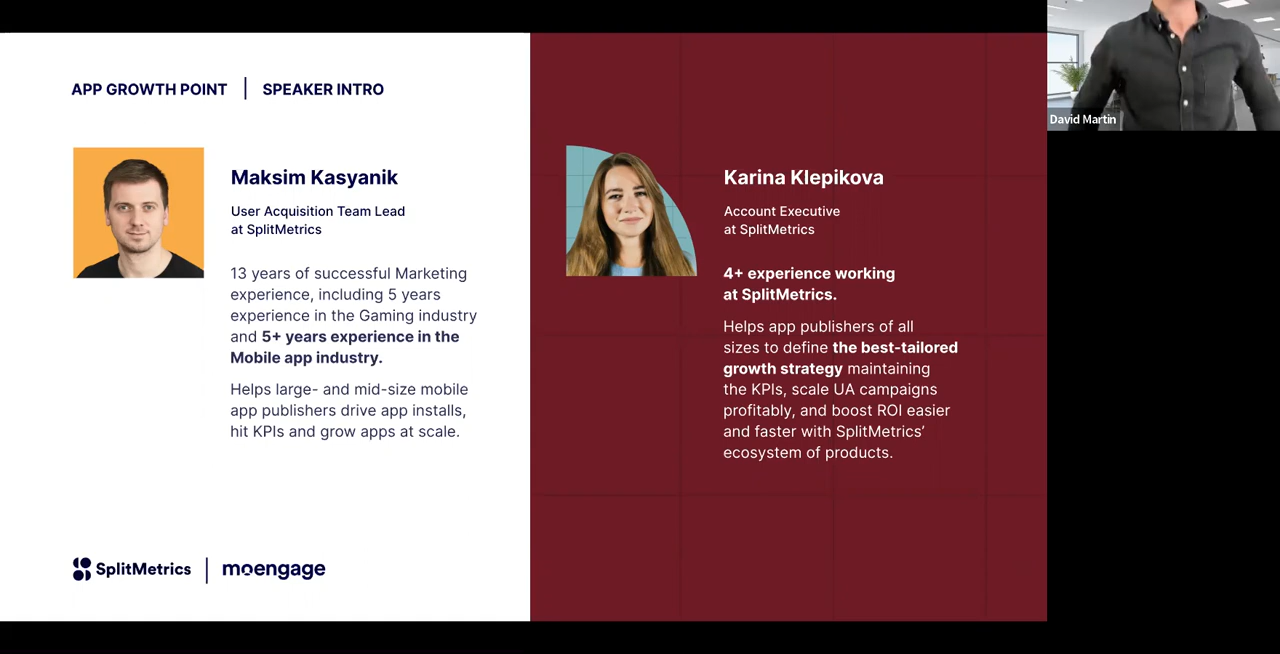 APP GROWTH POINT | SPEAKER INTRO
Maksim Kasyanik
User Acquisition Team Lead
at SplitMetrics
13 years of successful Marketing
experience, including 5 years
experience in the Gaming industry
and 5+ years experience in the
Mobile app industry.
Helps large- and mid-size mobile
app publishers drive app installs,
hit KPIs and grow apps at scale.
SplitMetrics | moengage
Karina Klepikova
Account Executive
at SplitMetrics
4+ experience working
at SplitMetrics.
Helps app publishers of all
sizes to define the best-tailored
growth strategy maintaining
the KPIs, scale UA campaigns
profitably, and boost ROI easier
and faster with SplitMetrics’
ecosystem of products.
David Martin